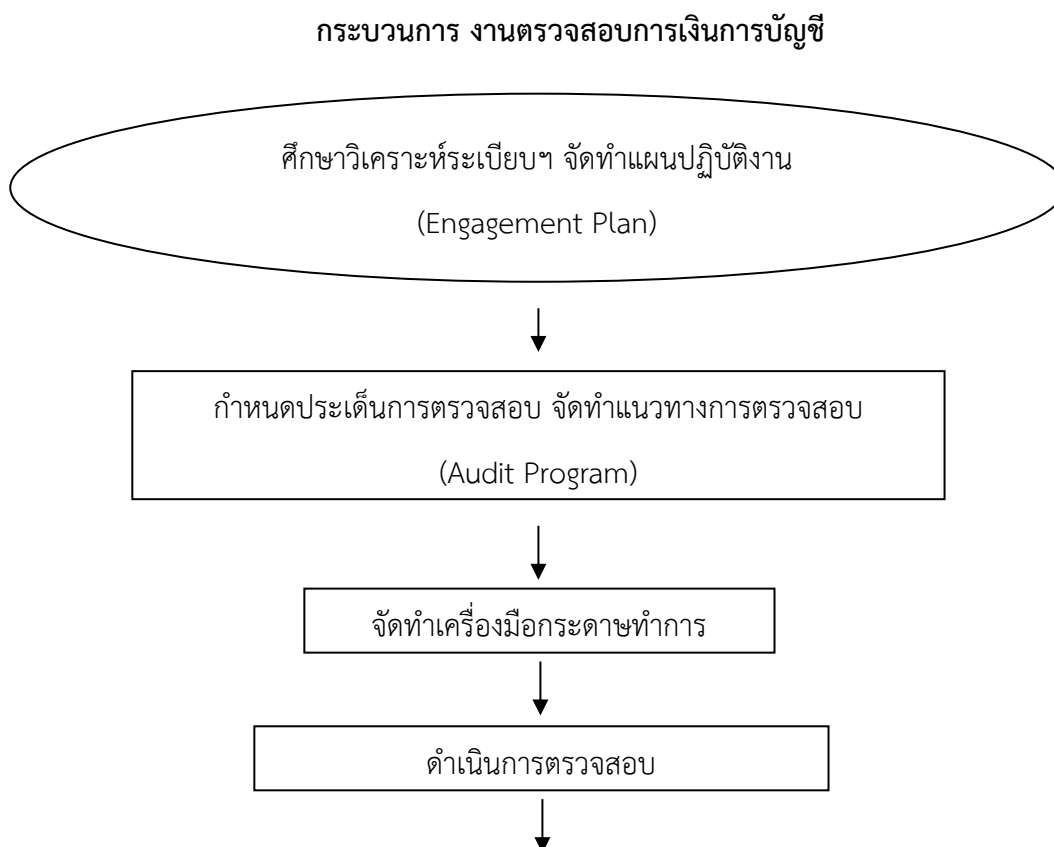 กระบวนการ งานตรวจสอบการเงินการบัญชี
ศึกษาวิเคราะห์ระเบียบฯ จัดทำแผนปฏิบัติงาน
(Engagement Plan)
กำหนดประเด็นการตรวจสอบ จัดทำแนวทางการตรวจสอบ
(Audit Program)
จัดทำเครื่องมือกระดาษทำการ
ดำเนินการตรวจสอบ